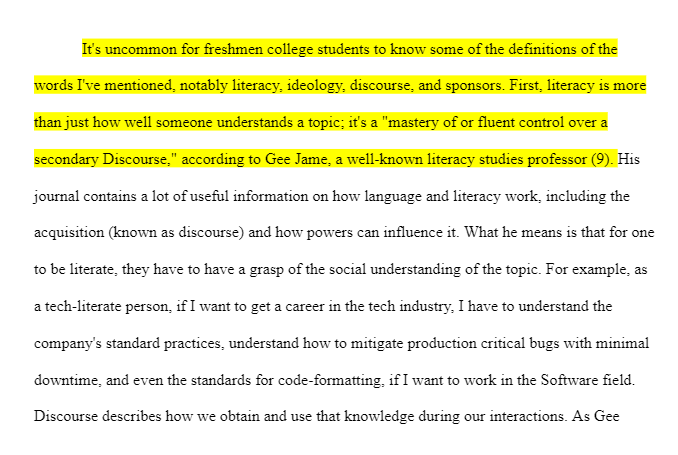 It's uncommon for freshmen college students to know some of the definitions of the
words I've mentioned, notably literacy, ideology, discourse, and sponsors. First, literacy is more
than just how well someone understands a topic; it's a "mastery of or fluent control over a
secondary Discourse," according to Gee Jame, a well-known literacy studies professor (9). His
journal contains a lot of useful information on how language and literacy work, including the
acquisition (known as discourse) and how powers can influence it. What he means is that for one
to be literate, they have to have a grasp of the social understanding of the topic. For example, as
a tech-literate person, if I want to get a career in the tech industry, I have to understand the
company's standard practices, understand how to mitigate production critical bugs with minimal
downtime, and even the standards for code-formatting, if I want to work in the Software field.
Discourse describes how we obtain and use that knowledge during our interactions. As Gee